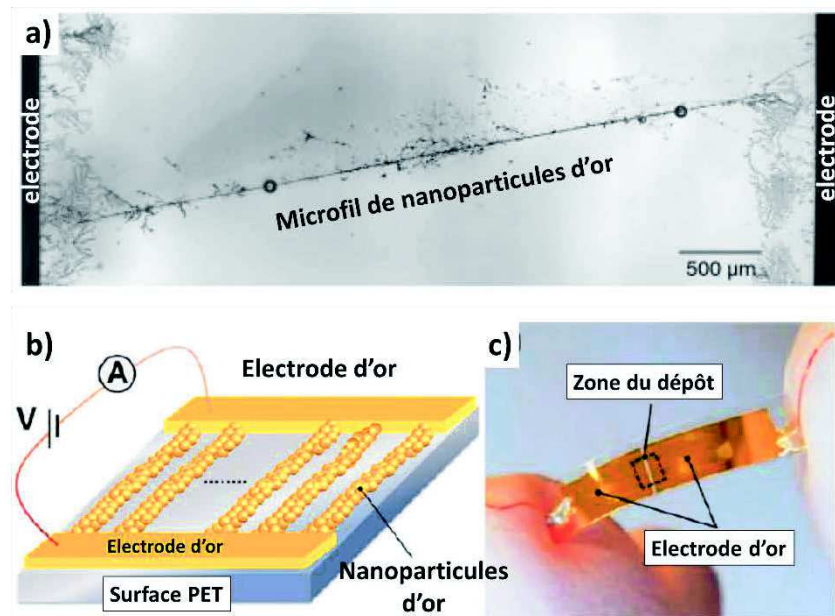 a)
electrode
electrode
Microfil de nanoparticules d'or
500 µm
b)
A
V
Electrode d'or
Electrode d'or
Surface PET
Nanoparticules
d'or
c)
Zone du dépôt
Electrode d'or